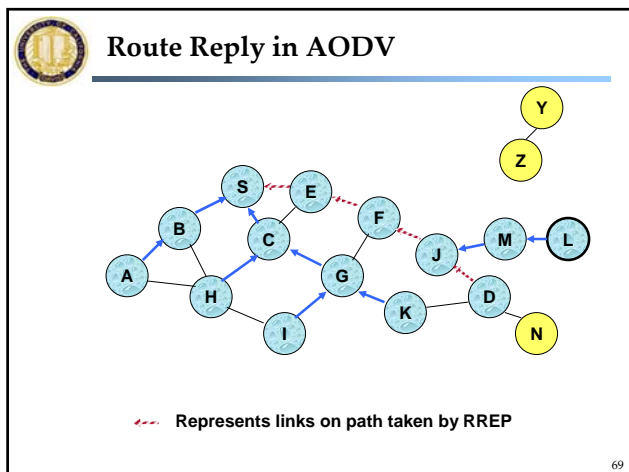 Route Reply in AODV
Y
Z
S
E
F
B
C
M
L
J
A
G
H
D
K
I
N
Represents links on path taken by RREP
69